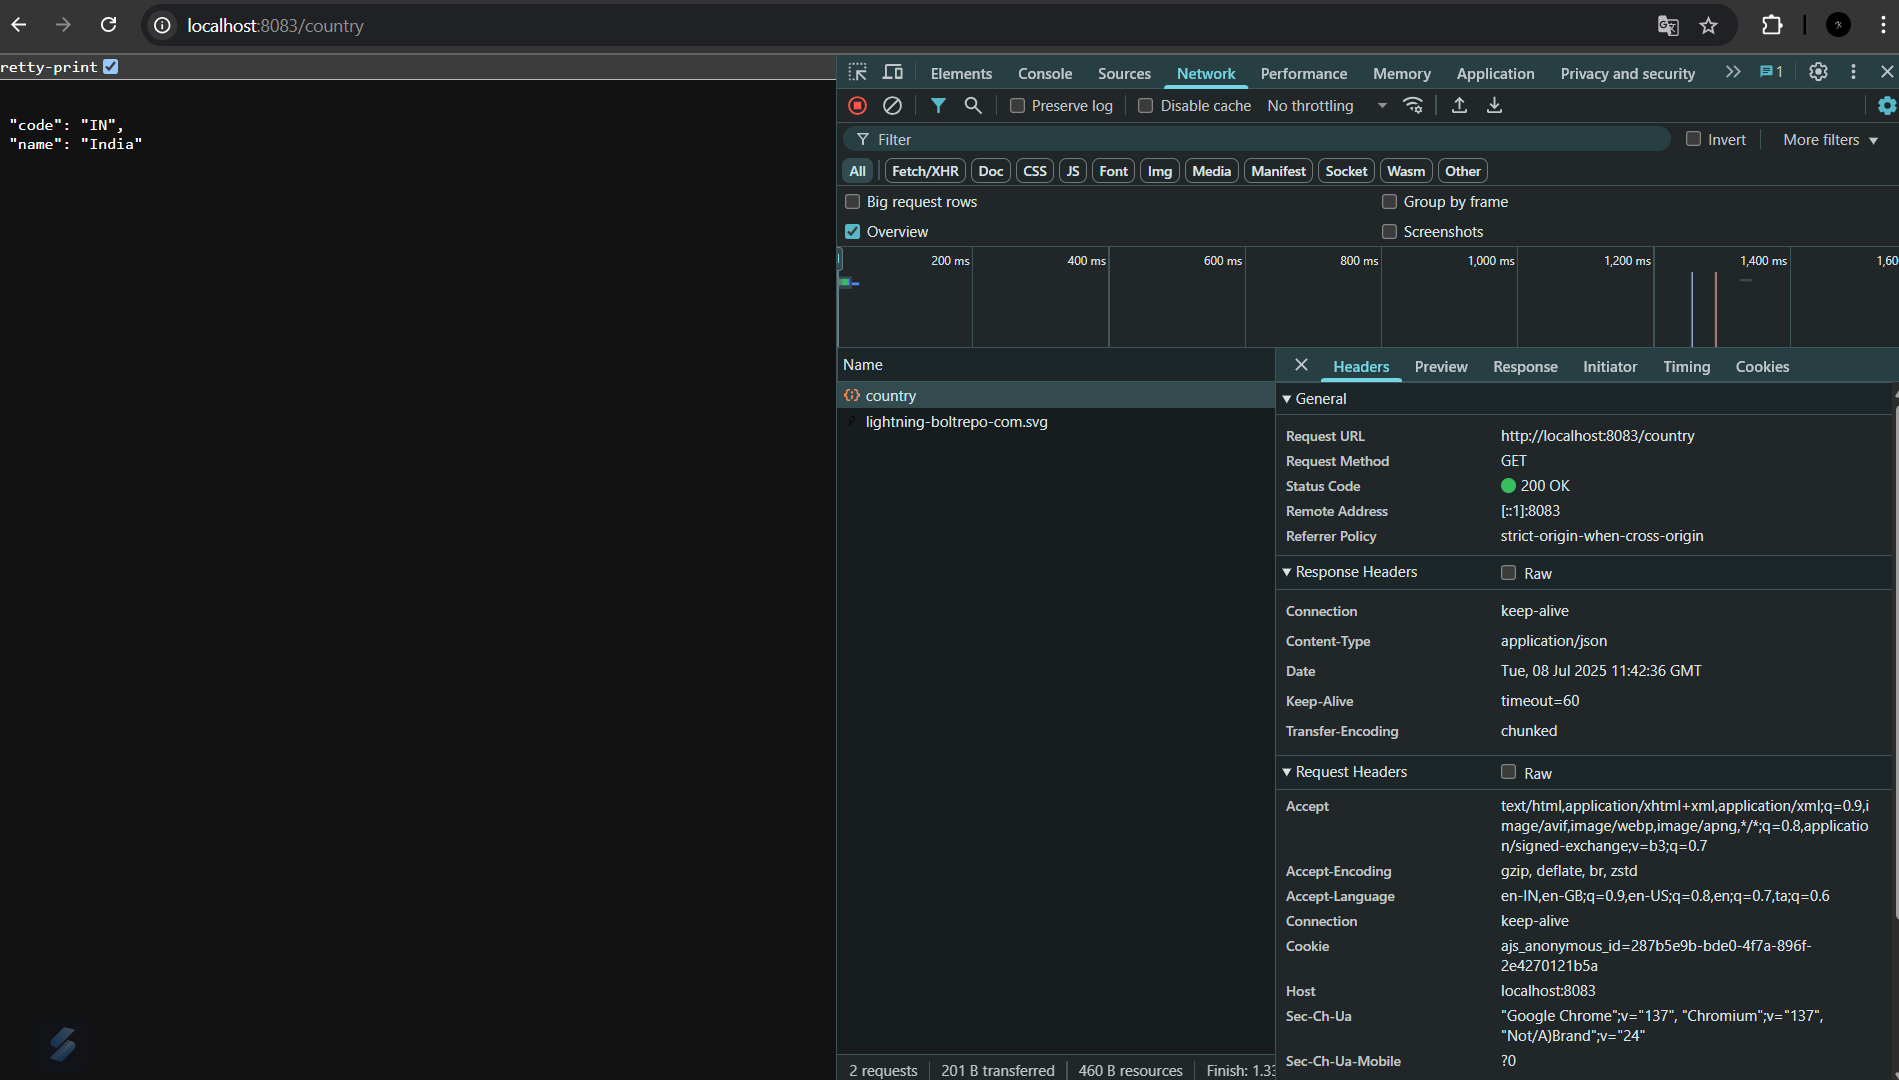 localhost:8083/country
retty-print
"code": "IN",
"name": "India"
Elements Console Sources Network Performance Memory Application Privacy and security 1
Preserve log Disable cache No throttling
Filter Invert More filters
All Fetch/XHR Doc CSS JS Font Img Media Manifest Socket Wasm Other
Big request rows Group by frame
Overview Screenshots
200 ms 400 ms 600 ms 800 ms 1,000 ms 1,200 ms 1,400 ms 1,60
Name
country
lightning-boltrepo-com.svg
Headers Preview Response Initiator Timing Cookies
General
Request URL http://localhost:8083/country
Request Method GET
Status Code 200 OK
Remote Address [::1]:8083
Referrer Policy strict-origin-when-cross-origin
Response Headers Raw
Connection keep-alive
Content-Type application/json
Date Tue, 08 Jul 2025 11:42:36 GMT
Keep-Alive timeout=60
Transfer-Encoding chunked
Request Headers Raw
Accept text/html,application/xhtml+xml,application/xml;q=0.9,i
mage/avif,image/webp,image/apng,*/*;q=0.8,applicatio
n/signed-exchange;v=b3;q=0.7
Accept-Encoding gzip, deflate, br, zstd
Accept-Language en-IN,en-GB;q=0.9,en-US;q=0.8,en;q=0.7,ta;q=0.6
Connection keep-alive
Cookie ajs_anonymous_id=287b5e9b-bde0-4f7a-896f-
2e4270121b5a
Host localhost:8083
Sec-Ch-Ua "Google Chrome";v="137", "Chromium";v="137",
"Not/A)Brand";v="24"
Sec-Ch-Ua-Mobile ?0
2 requests 201 B transferred 460 B resources Finish: 1.33